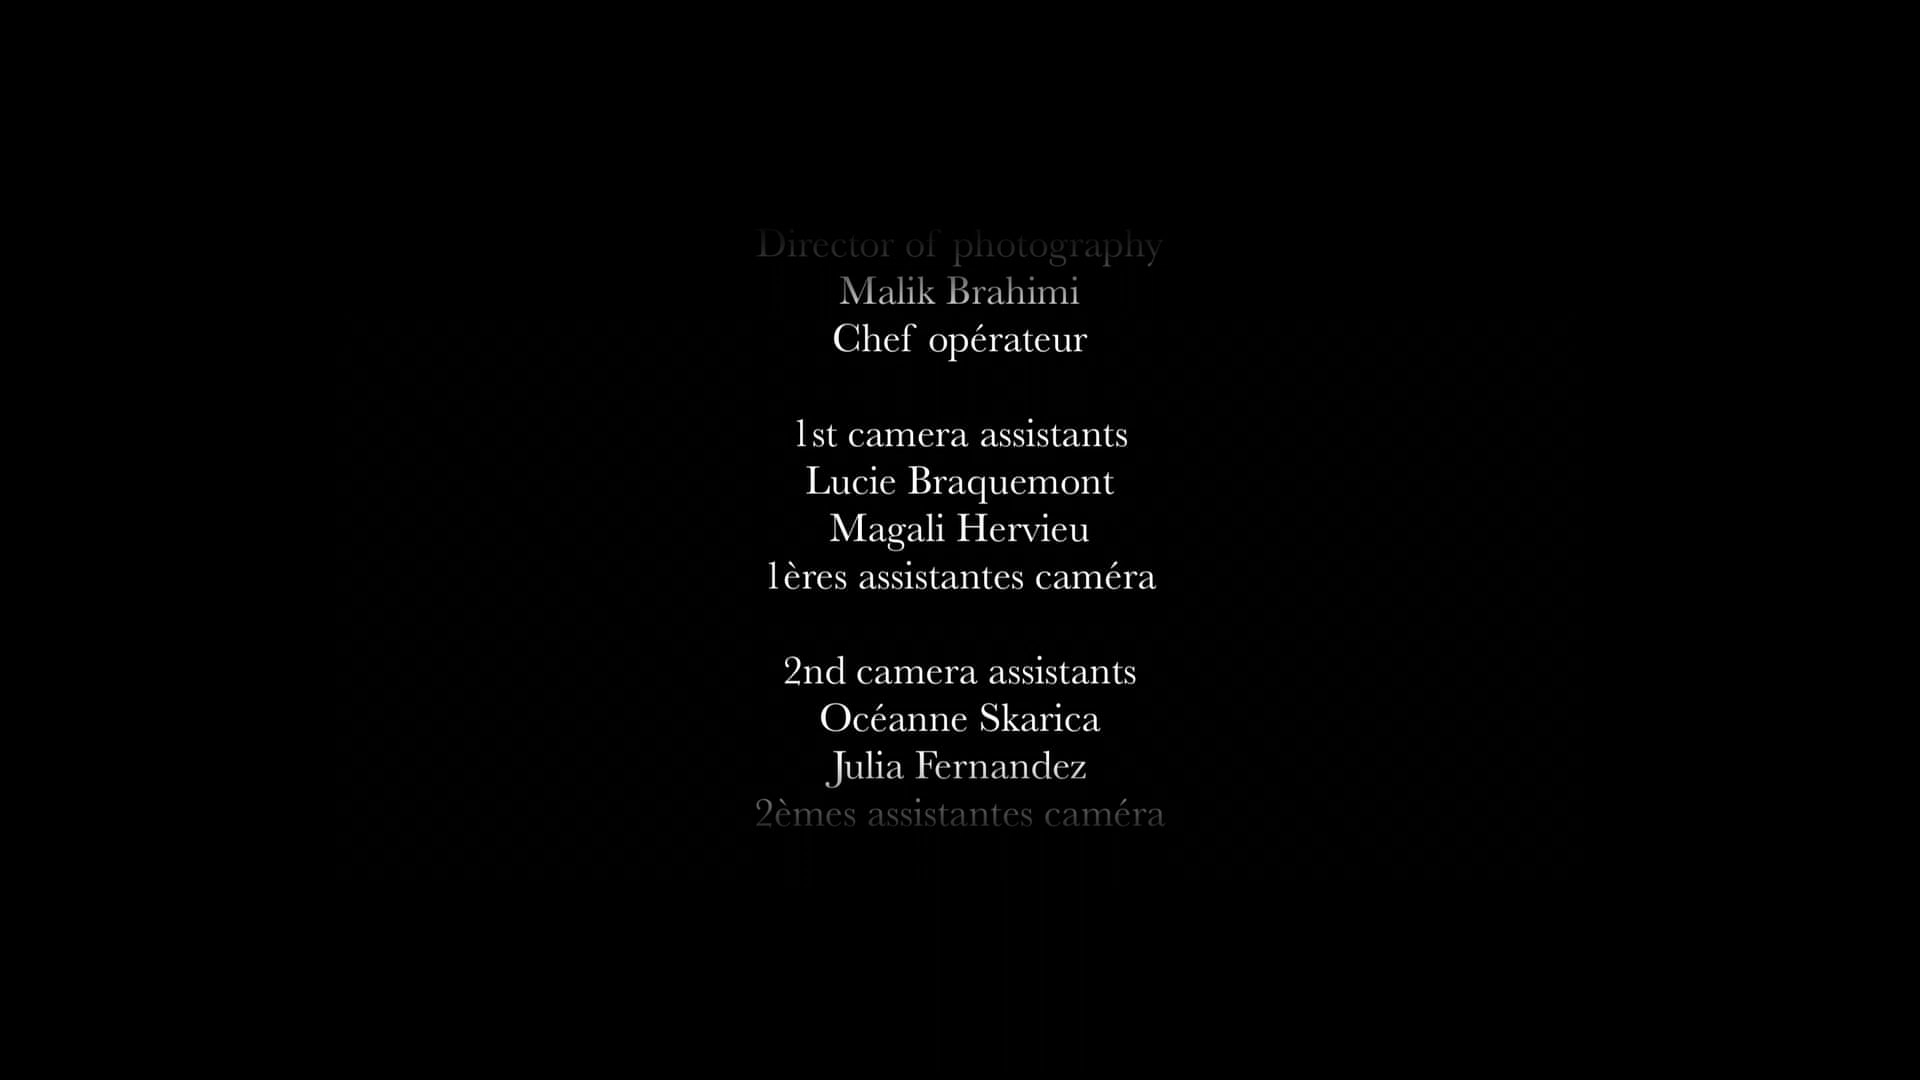 Director of photography
Malik Brahimi
Chef opérateur
1st camera assistants
Lucie Braquemont
Magali Hervieu
1ères assistantes caméra
2nd camera assistants
Océanne Skarica
Julia Fernandez
2èmes assistantes caméra